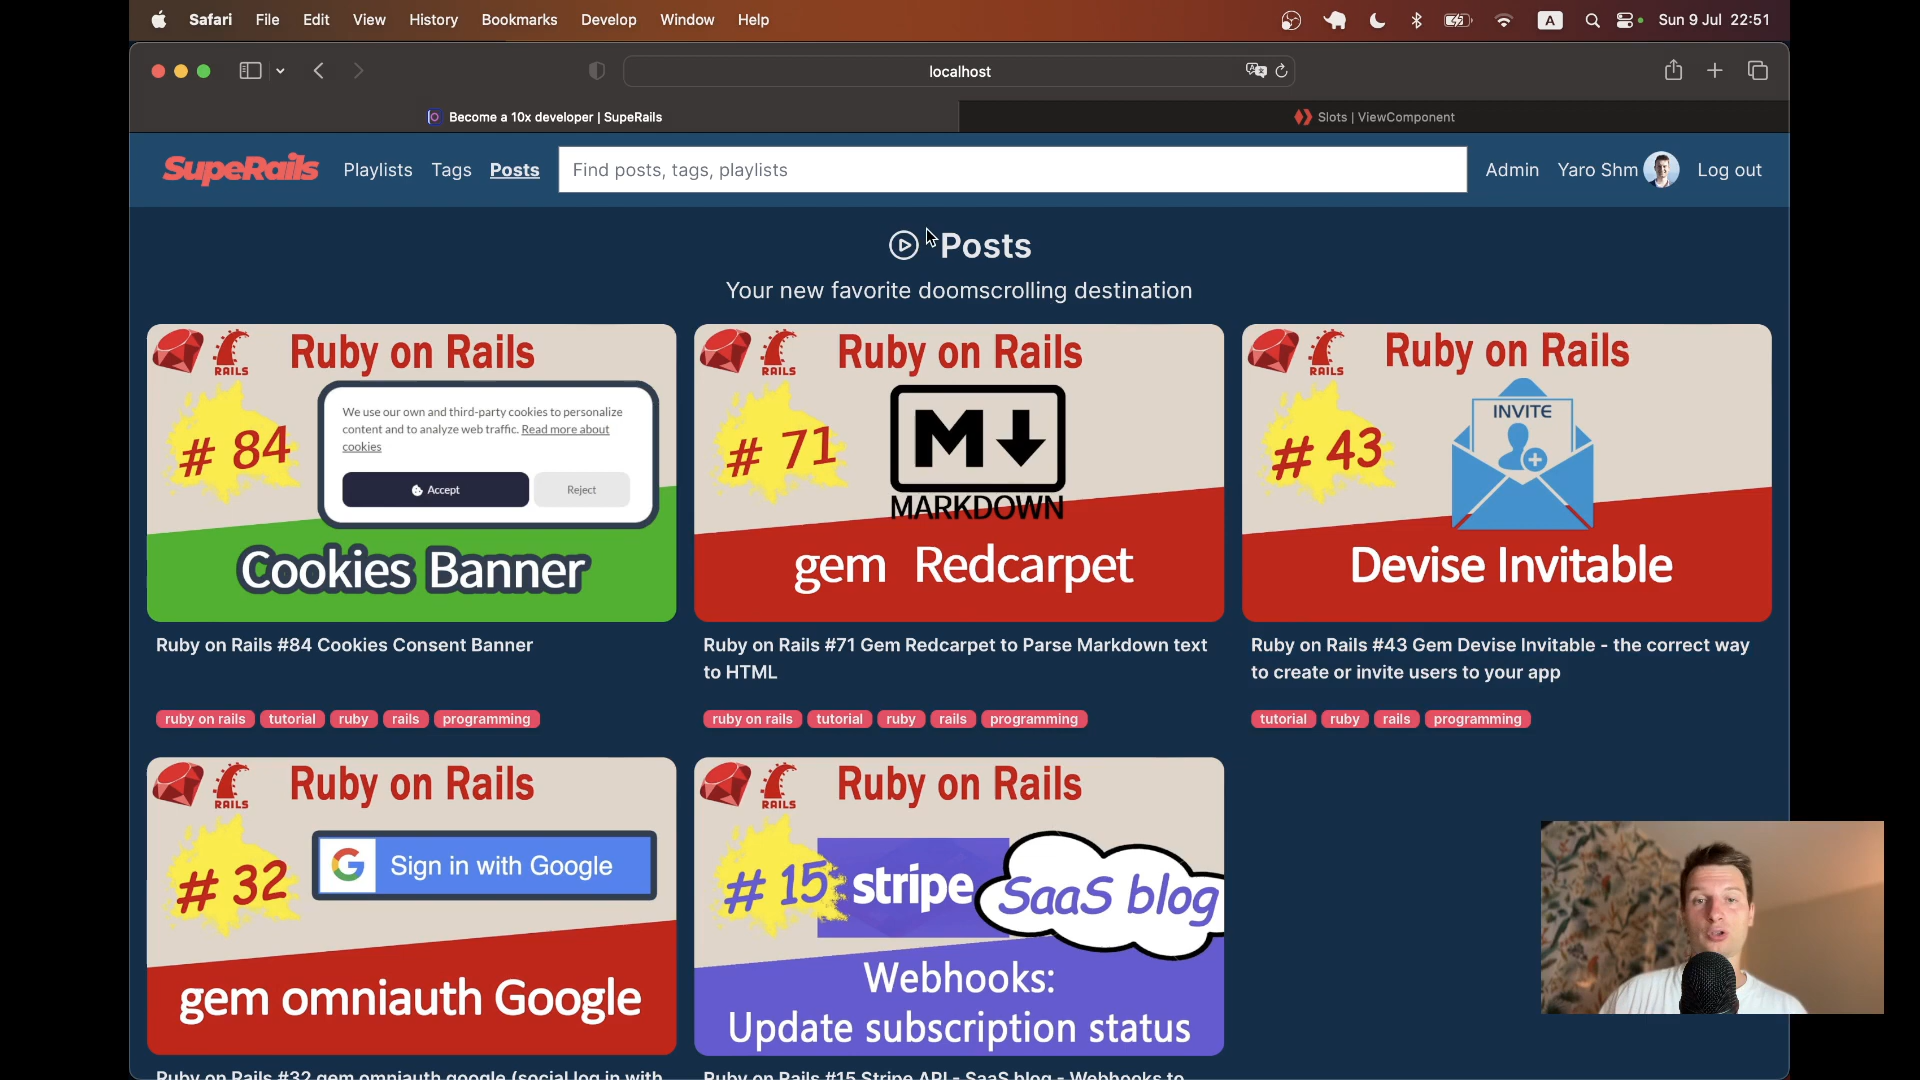 Safari File Edit View History Bookmarks Develop Window Help A Sun 9 Jul 22:51
localhost
Become a 10x developer | SupeRails
Slots | ViewComponent
SupeRails Playlists Tags Posts Find posts, tags, playlists Admin Yaro Shm Log out
Posts
Your new favorite doomscrolling destination
RAILS Ruby on Rails
# 84
We use our own and third-party cookies to personalize
content and to analyze web traffic. Read more about
cookies
Accept Reject
Cookies Banner
Ruby on Rails #84 Cookies Consent Banner
ruby on rails tutorial ruby rails programming
RAILS Ruby on Rails
# 71
M
MARKDOWN
gem Redcarpet
Ruby on Rails #71 Gem Redcarpet to Parse Markdown text
to HTML
ruby on rails tutorial ruby rails programming
RAILS Ruby on Rails
# 43
INVITE
Devise Invitable
Ruby on Rails #43 Gem Devise Invitable - the correct way
to create or invite users to your app
tutorial ruby rails programming
RAILS Ruby on Rails
# 32
G Sign in with Google
gem omniauth Google
Ruby on Rails #32 gem omniauth google (social log in with
RAILS Ruby on Rails
# 15 stripe SaaS blog
Webhooks:
Update subscription status
Ruby on Rails #15 Stripe API - SaaS blog - Webhooks to